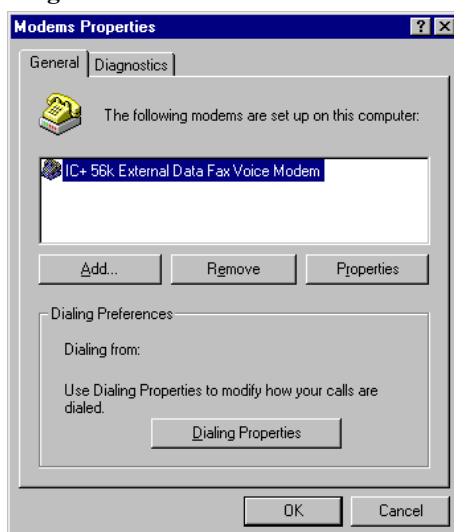 Modems Properties
General Diagnostics
The following modems are set up on this computer:
IC+ 56k External Data Fax Voice Modem
Add... Remove Properties
Dialing Preferences
Dialing from:
Use Dialing Properties to modify how your calls are
dialed.
Dialing Properties
OK Cancel